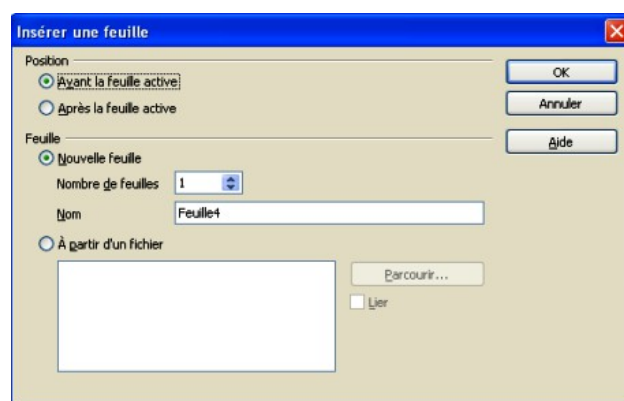 Insérer une feuille
Position
Avant la feuille active
Après la feuille active
OK
Annuler
Aide
Feuille
Nouvelle feuille
Nombre de feuilles 1
Nom Feuille4
À partir d'un fichier
Parcourir...
Lier